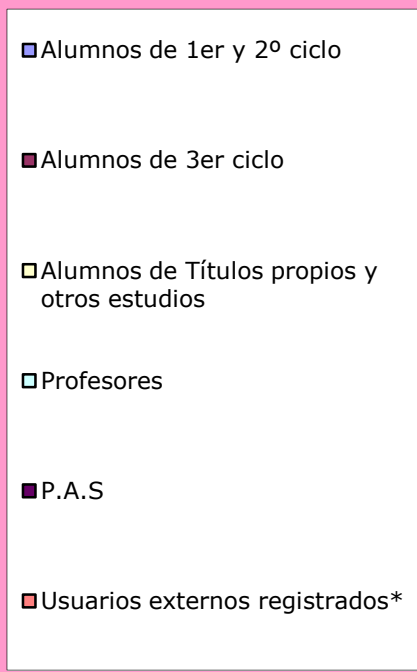 Alumnos de 1er y 2º ciclo
Alumnos de 3er ciclo
Alumnos de Títulos propios y
otros estudios
Profesores
P.A.S
Usuarios externos registrados*